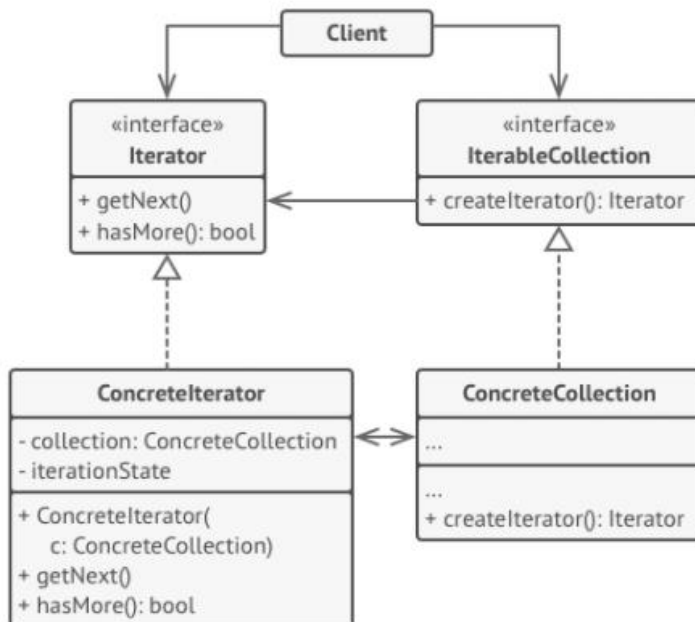 Client
«interface»
Iterator
+ getNext()
+ hasMore(): bool
«interface»
IterableCollection
+ createIterator(): Iterator
ConcreteIterator
- collection: ConcreteCollection
- iterationState
+ ConcreteIterator(
c: ConcreteCollection)
+ getNext()
+ hasMore(): bool
ConcreteCollection
...
...
+ createIterator(): Iterator